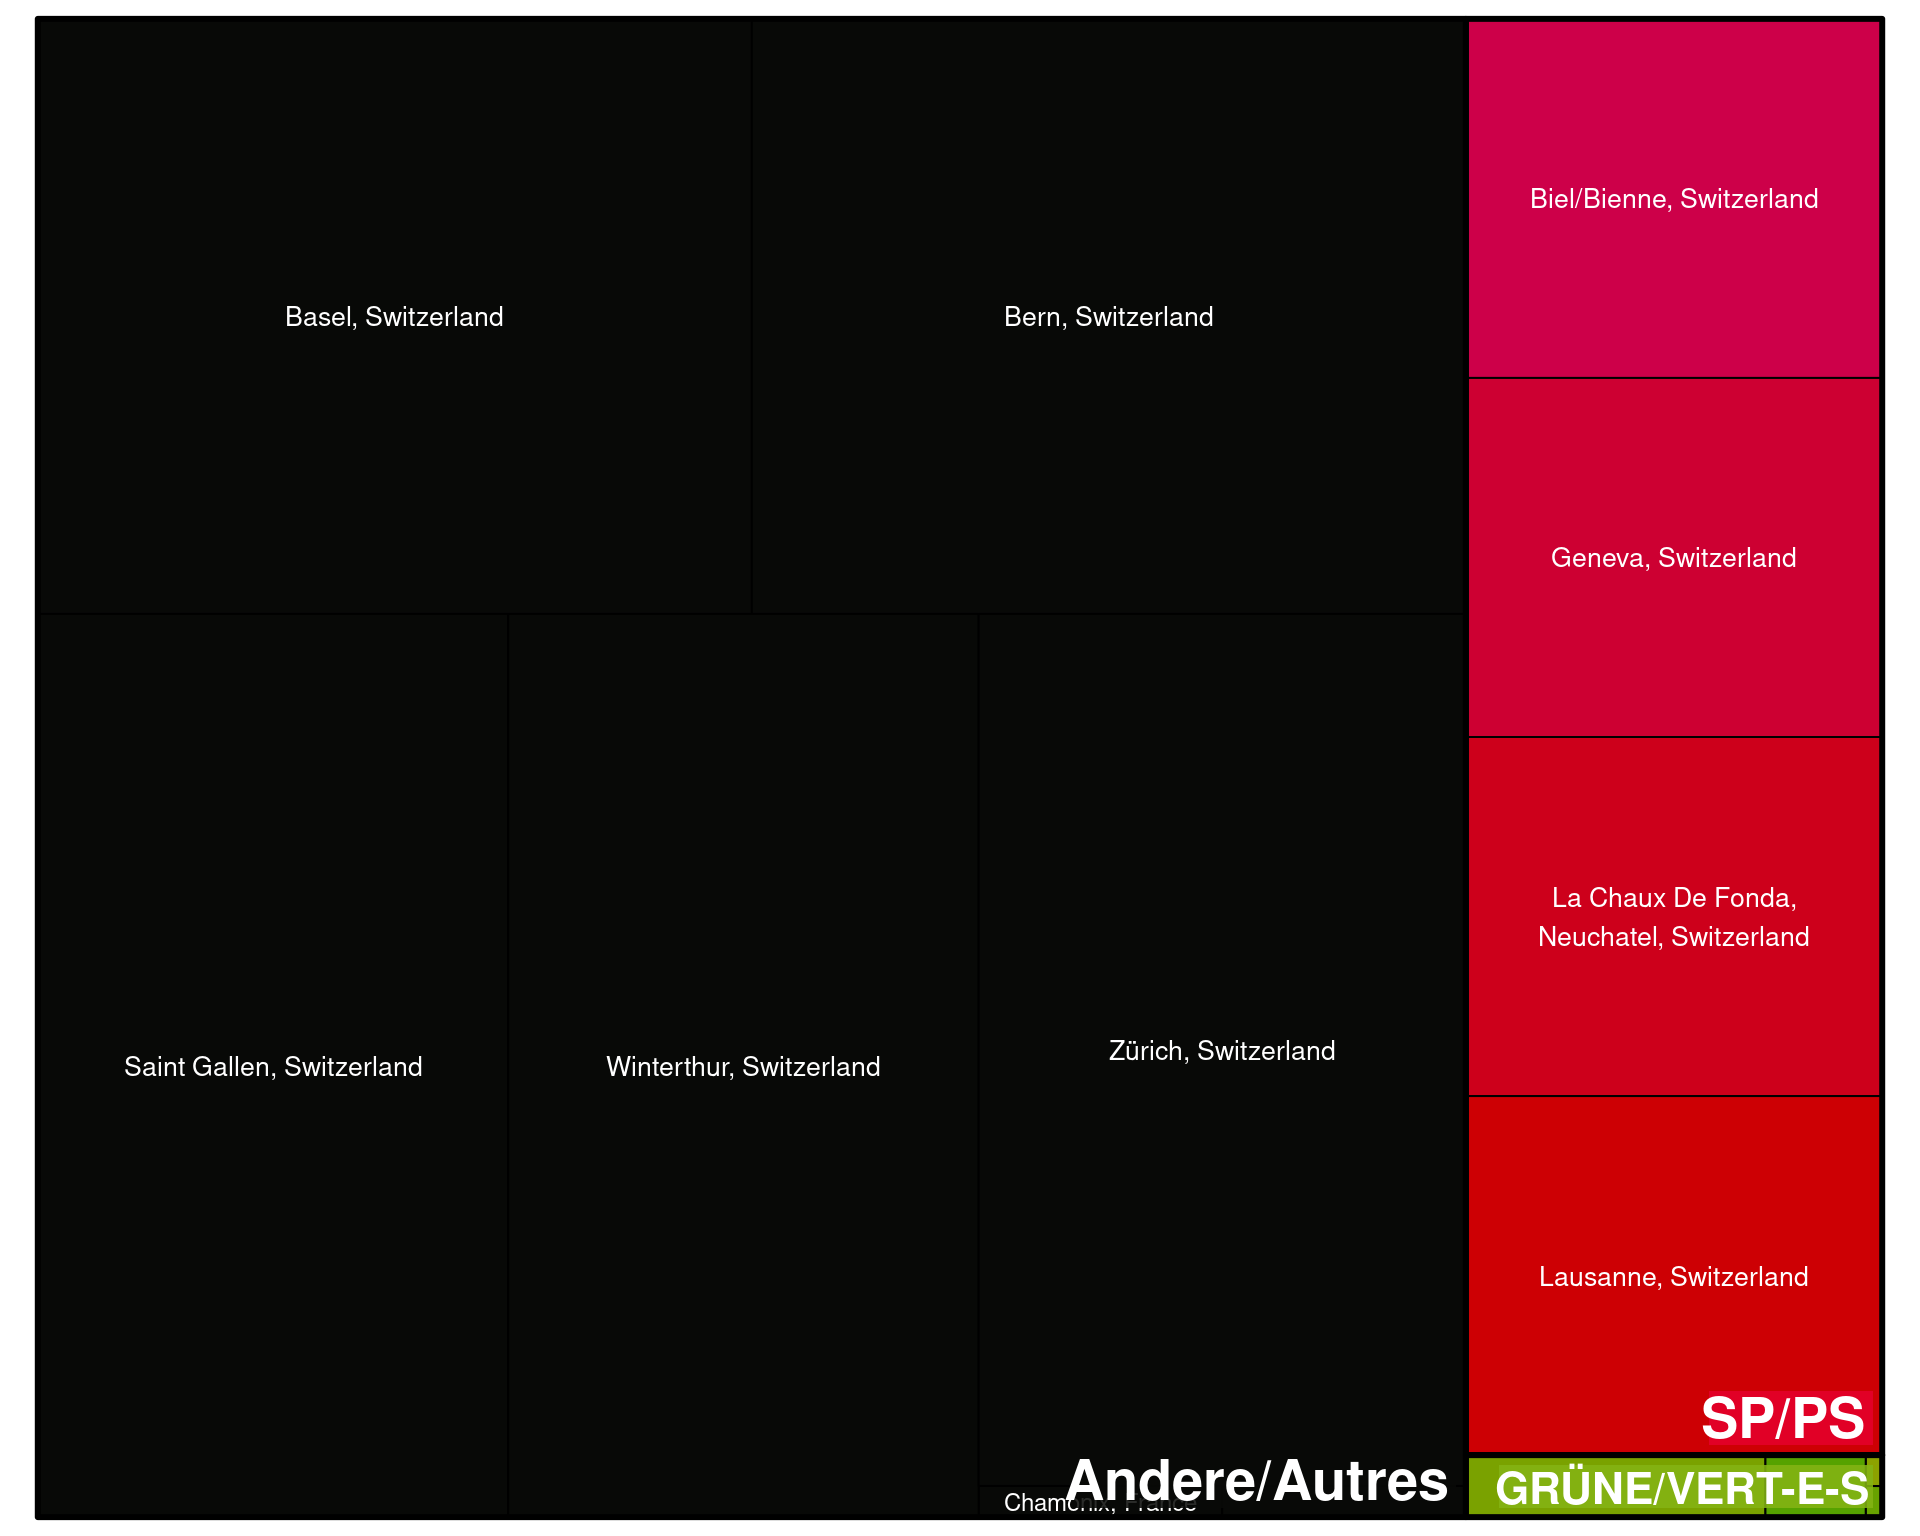 Biel/Bienne, Switzerland
Basel, Switzerland
Bern, Switzerland
Geneva, Switzerland
La Chaux De Fonda,
Neuchatel, Switzerland
Saint Gallen, Switzerland
Winterthur, Switzerland
Zürich, Switzerland
Lausanne, Switzerland
SP/PS
Andere/Autres
Chamonix, France
GRÜNE/VERT-E-S